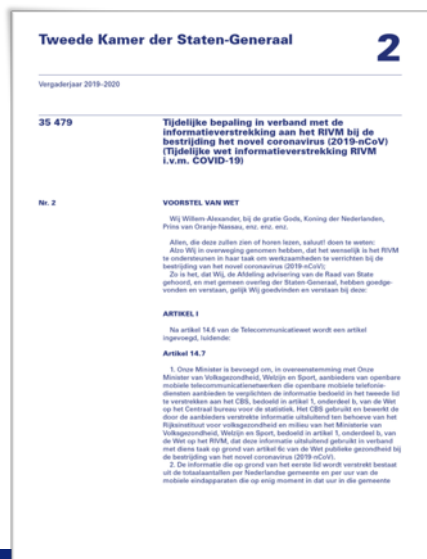 Tweede Kamer der Staten-Generaal
2
Vergaderjaar 2019–2020
35 479
Tijdelijke bepaling in verband met de
informatieverstrekking aan het RIVM bij de
bestrijding het novel coronavirus (2019-nCoV)
(Tijdelijke wet informatieverstrekking RIVM
i.v.m. COVID-19)
Nr. 2
VOORSTEL VAN WET
Wij Willem-Alexander, bij de gratie Gods, Koning der Nederlanden,
Prins van Oranje-Nassau, enz. enz. enz.
Allen, die deze zullen zien of horen lezen, saluut! doen te weten:
Alzo Wij in overweging genomen hebben, dat het wenselijk is het RIVM
te ondersteunen in haar taak om werkzaamheden te verrichten bij de
bestrijding van het novel coronavirus (2019-nCoV);
Zo is het, dat Wij, de Afdeling advisering van de Raad van State
gehoord, en met gemeen overleg der Staten-Generaal, hebben goedge-
vonden en verstaan, gelijk Wij goedvinden en verstaan bij deze:
ARTIKEL I
Na artikel 14.6 van de Telecommunicatiewet wordt een artikel
ingevoegd, luidende:
Artikel 14.7
1. Onze Minister is bevoegd om, in overeenstemming met Onze
Minister van Volksgezondheid, Welzijn en Sport, aanbieders van openbare
mobiele telecommunicatienetwerken die openbare mobiele telefonie-
diensten aanbieden te verplichten de informatie bedoeld in het tweede lid
te verstrekken aan het CBS, bedoeld in artikel 1, onderdeel b, van de Wet
op het Centraal bureau voor de statistiek. Het CBS gebruikt en bewerkt de
door de aanbieders verstrekte informatie uitsluitend ten behoeve van het
Rijksinstituut voor volksgezondheid en milieu van het Ministerie van
Volksgezondheid, Welzijn en Sport, bedoeld in artikel 1, onderdeel b, van
de Wet op het RIVM, dat deze informatie uitsluitend gebruikt in verband
met diens taak op grond van artikel 6c van de Wet publieke gezondheid bij
de bestrijding van het novel coronavirus (2019-nCoV).
2. De informatie die op grond van het eerste lid wordt verstrekt bestaat
uit de totaalaantallen per Nederlandse gemeente en per uur van de
mobiele eindapparaten die op enig moment in dat uur in die gemeente